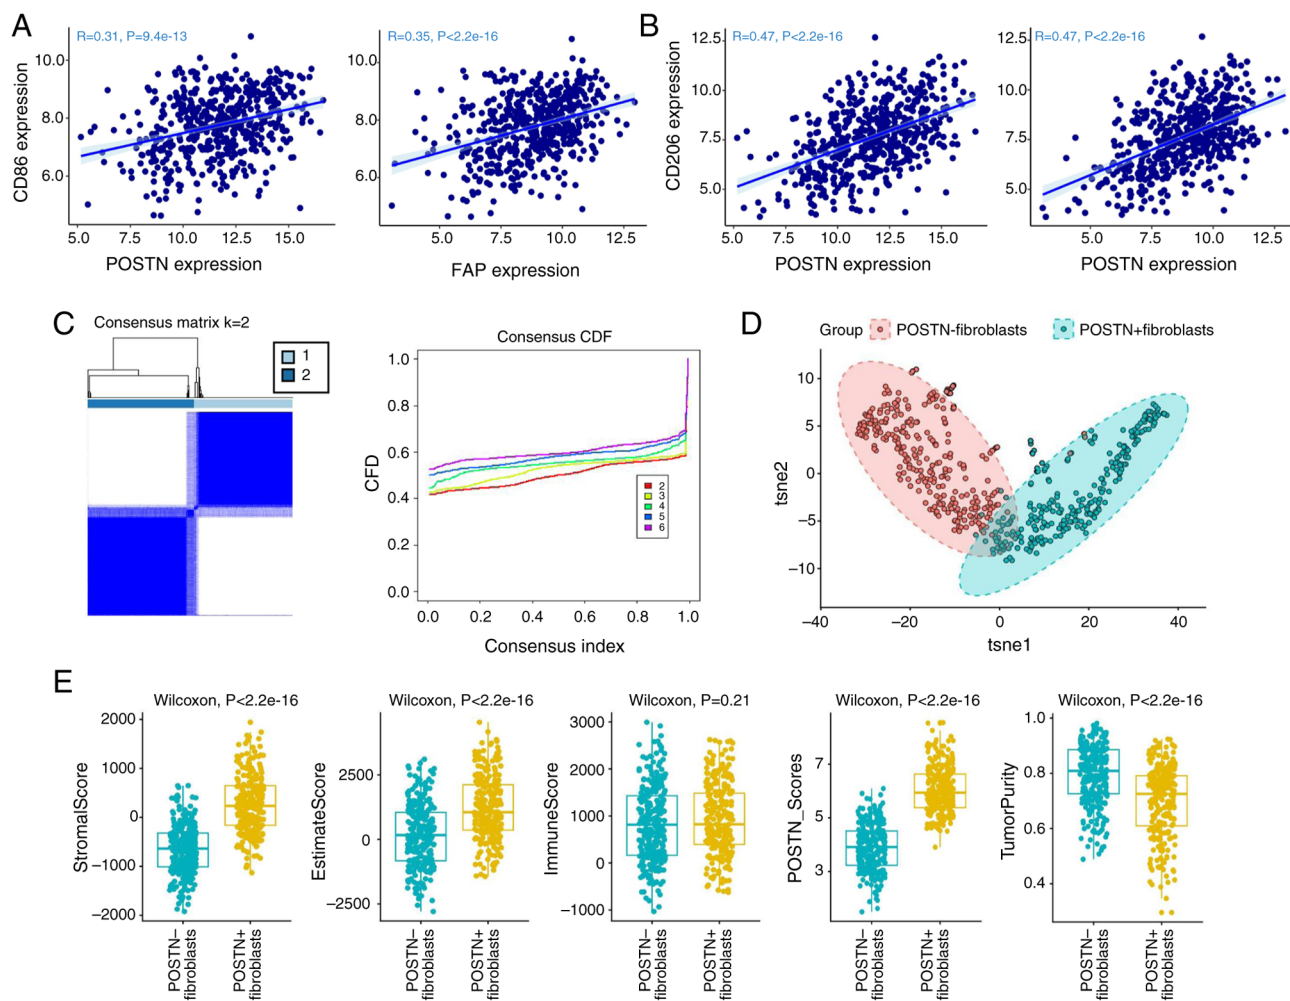 A
R=0.31, P=9.4e-13
CD86 expression
10.0
8.0
6.0
5.0 7.5 10.0 12.5 15.0
POSTN expression
R=0.35, P<2.2e-16
10.0
8.0
6.0
5.0 7.5 10.0 12.5
FAP expression
B
R=0.47, P<2.2e-16
CD206 expression
12.5
10.0
7.5
5.0
5.0 7.5 10.0 12.5 15.0
POSTN expression
R=0.47, P<2.2e-16
12.5
10.0
7.5
5.0
5.0 7.5 10.0 12.5
POSTN expression
C
Consensus matrix k=2
1
2
Consensus CDF
CFD
1.0
0.8
0.6
0.4
0.2
0.0
2
3
4
5
6
0.0 0.2 0.4 0.6 0.8 1.0
Consensus index
D
Group POSTN-fibroblasts POSTN+fibroblasts
tsne2
10
5
0
−5
−10
−40 −20 0 20 40
tsne1
E
Wilcoxon, P<2.2e-16
StromalScore
2000
1000
0
−1000
−2000
POSTN−
fibroblasts
POSTN+
fibroblasts
Wilcoxon, P<2.2e-16
EstimateScore
2500
0
−2500
POSTN−
fibroblasts
POSTN+
fibroblasts
Wilcoxon, P=0.21
ImmuneScore
3000
2000
1000
0
−1000
POSTN−
fibroblasts
POSTN+
fibroblasts
Wilcoxon, P<2.2e-16
POSTN_Scores
7
5
3
POSTN−
fibroblasts
POSTN+
fibroblasts
Wilcoxon, P<2.2e-16
TumorPurity
1.0
0.8
0.6
0.4
POSTN−
fibroblasts
POSTN+
fibroblasts